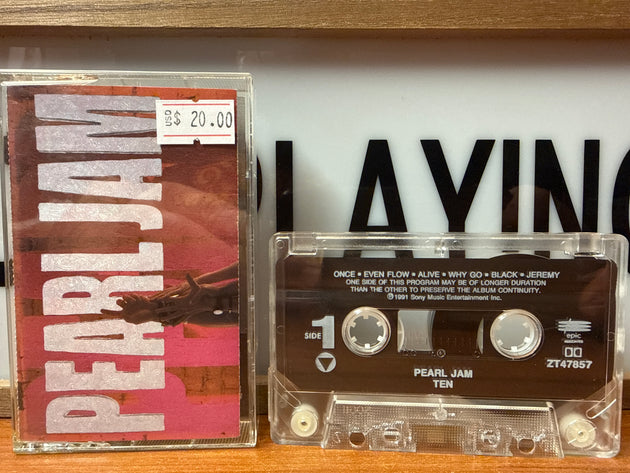 PEARL JAM
USD$ 20.00
PLAYING
ONCE • EVEN FLOW • ALIVE • WHY GO • BLACK • JEREMY
ONE SIDE OF THIS PROGRAM MAY BE OF LONGER DURATION
THAN THE OTHER TO PRESERVE THE ALBUM CONTINUITY.
℗1991 Sony Music Entertainment Inc.
SIDE 1
epic
ZT47857
PEARL JAM
TEN